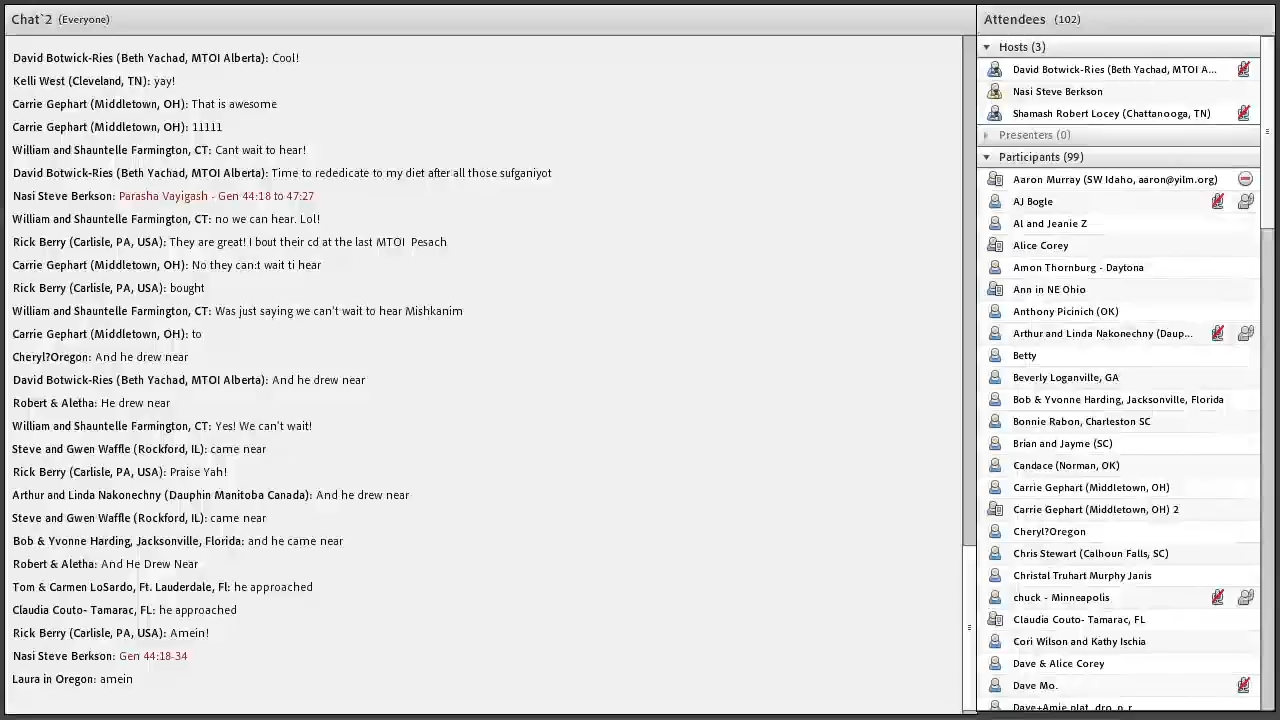 Chat`2 (Everyone)
David Botwick-Ries (Beth Yachad, MTOI Alberta): Cool!
Kelli West (Cleveland, TN): yay!
Carrie Gephart (Middletown, OH): That is awesome
Carrie Gephart (Middletown, OH): 11111
William and Shauntelle Farmington, CT: Cant wait to hear!
David Botwick-Ries (Beth Yachad, MTOI Alberta): Time to rededicate to my diet after all those sufganiyot
Nasi Steve Berkson: Parasha Vayigash - Gen 44:18 to 47:27
William and Shauntelle Farmington, CT: no we can hear. Lol!
Rick Berry (Carlisle, PA, USA): They are great! I bout their cd at the last MTOI Pesach
Carrie Gephart (Middletown, OH): No they can:t wait ti hear
Rick Berry (Carlisle, PA, USA): bought
William and Shauntelle Farmington, CT: Was just saying we can't wait to hear Mishkanim
Carrie Gephart (Middletown, OH): to
Cheryl?Oregon: And he drew near
David Botwick-Ries (Beth Yachad, MTOI Alberta): And he drew near
Robert & Aletha: He drew near
William and Shauntelle Farmington, CT: Yes! We can't wait!
Steve and Gwen Waffle (Rockford, IL): came near
Rick Berry (Carlisle, PA, USA): Praise Yah!
Arthur and Linda Nakonechny (Dauphin Manitoba Canada): And he drew near
Steve and Gwen Waffle (Rockford, IL): came near
Bob & Yvonne Harding, Jacksonville, Florida: and he came near
Robert & Aletha: And He Drew Near
Tom & Carmen LoSardo, Ft. Lauderdale, Fl: he approached
Claudia Couto- Tamarac, FL: he approached
Rick Berry (Carlisle, PA, USA): Amein!
Nasi Steve Berkson: Gen 44:18-34
Laura in Oregon: amein
Attendees (102)
Hosts (3)
David Botwick-Ries (Beth Yachad, MTOI A...
Nasi Steve Berkson
Shamash Robert Locey (Chattanooga, TN)
Presenters (0)
Participants (99)
Aaron Murray (SW Idaho, aaron@yilm.org)
AJ Bogle
Al and Jeanie Z
Alice Corey
Amon Thornburg - Daytona
Ann in NE Ohio
Anthony Picinich (OK)
Arthur and Linda Nakonechny (Daup...
Betty
Beverly Loganville, GA
Bob & Yvonne Harding, Jacksonville, Florida
Bonnie Rabon, Charleston SC
Brian and Jayme (SC)
Candace (Norman, OK)
Carrie Gephart (Middletown, OH)
Carrie Gephart (Middletown, OH) 2
Cheryl?Oregon
Chris Stewart (Calhoun Falls, SC)
Christal Truhart Murphy Janis
chuck - Minneapolis
Claudia Couto- Tamarac, FL
Cori Wilson and Kathy Ischia
Dave & Alice Corey
Dave Mo.